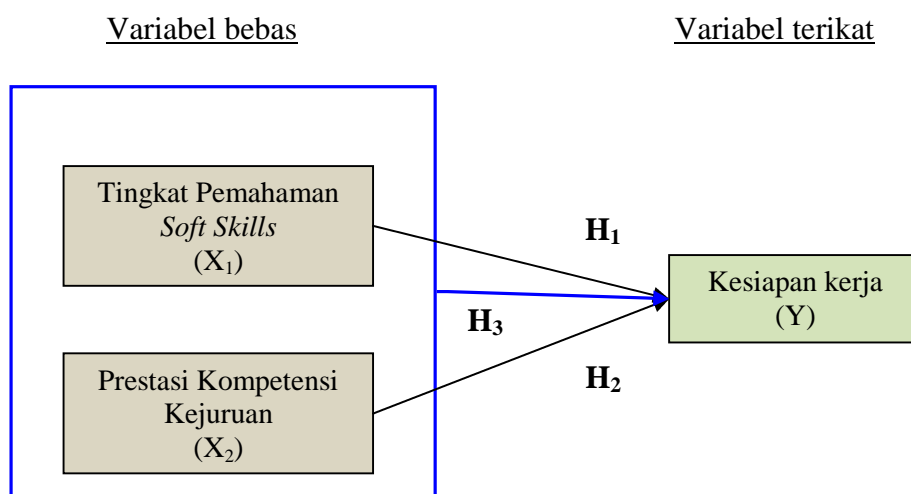 Variabel bebas
Variabel terikat
Tingkat Pemahaman
Soft Skills
(X₁)
H₁
Kesiapan kerja
(Y)
H₃
Prestasi Kompetensi
Kejuruan
(X₂)
H₂